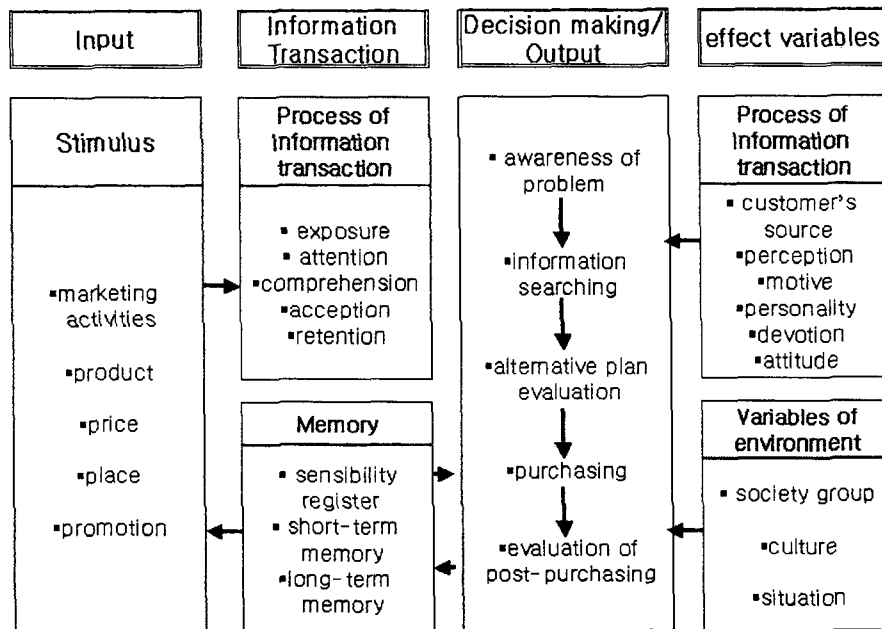 Input
Information
Transaction
Decision making/
Output
effect variables
Stimulus
▪marketing
activities
▪product
▪price
▪place
▪promotion
Process of
Information
transaction
▪ exposure
▪ attention
▪comprehension
▪acception
▪retention
Memory
▪ sensibility
register
▪ short-term
memory
▪long-term
memory
▪ awareness of
problem
▪information
searching
▪alternative plan
evaluation
▪purchasing
▪evaluation of
post-purchasing
Process of
Information
transaction
▪ customer's
source
▪perception
▪motive
▪personality
▪devotion
▪attitude
Variables of
environment
▪ society group
▪culture
▪situation